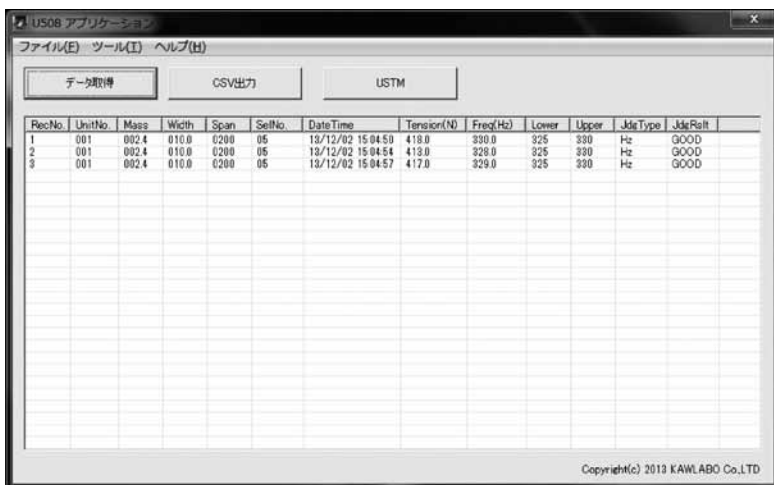 U508 アプリケーション
ファイル(F) ツール(T) ヘルプ(H)
データ取得 CSV出力 USTM
RecNo. UnitNo. Mass Width Span SelNo. DateTime Tension(N) Freq(Hz) Lower Upper JdgType JdgRslt
1 001 002.4 010.0 0200 05 13/12/02 15:04:50 418.0 330.0 325 330 Hz GOOD
2 001 002.4 010.0 0200 05 13/12/02 15:04:54 413.0 328.0 325 330 Hz GOOD
3 001 002.4 010.0 0200 05 13/12/02 15:04:57 417.0 329.0 325 330 Hz GOOD
Copyright(c) 2013 KAWLABO Co.,LTD